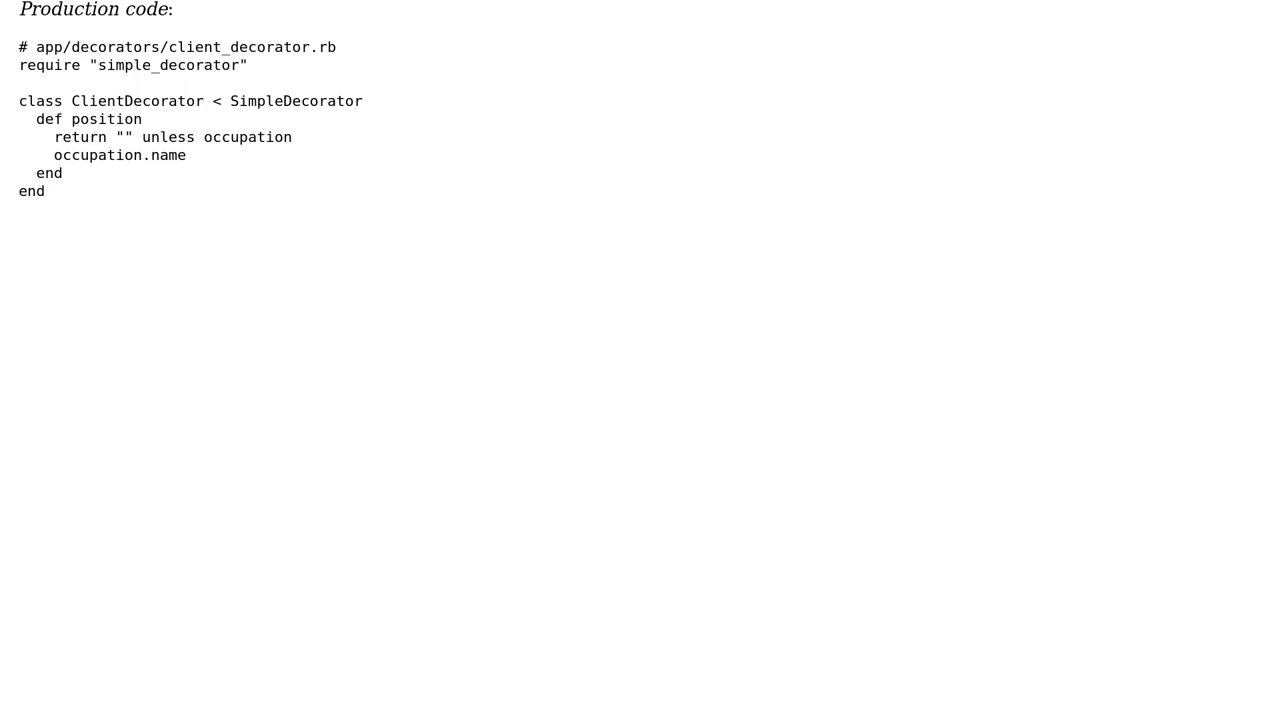 Production code:
# app/decorators/client_decorator.rb
require "simple_decorator"
class ClientDecorator < SimpleDecorator
  def position
    return "" unless occupation
    occupation.name
  end
end